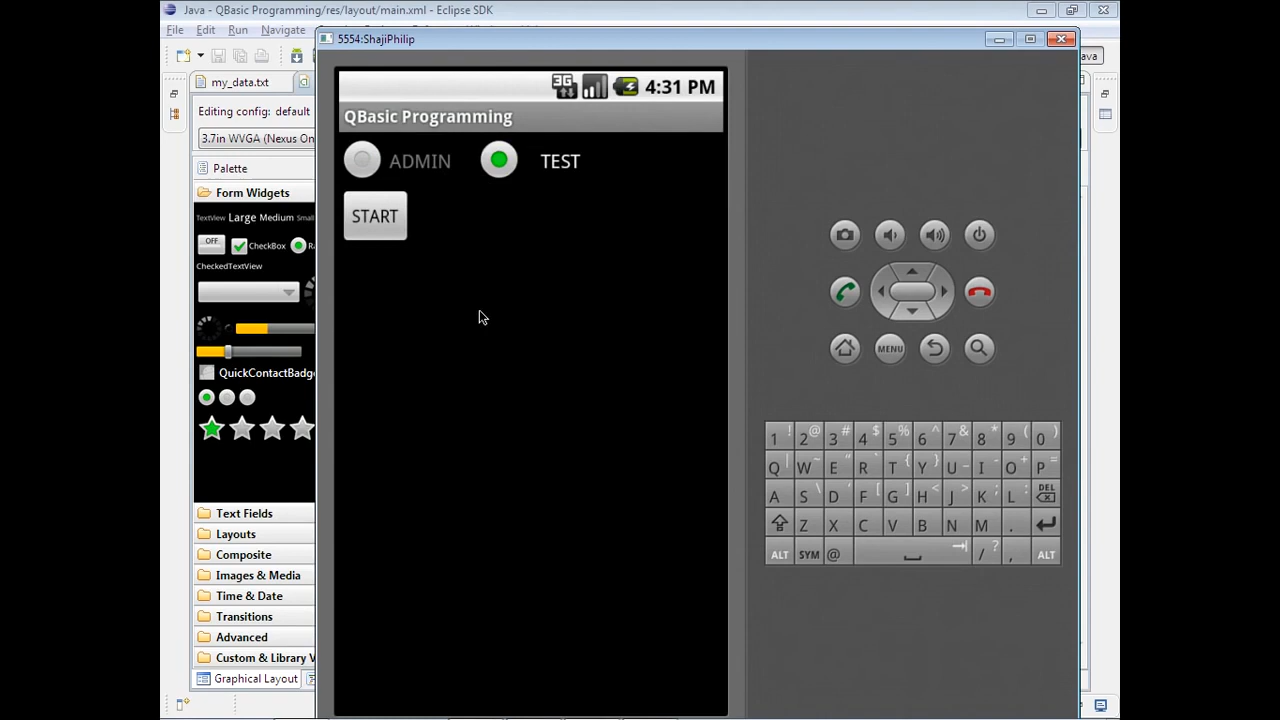 Java - QBasic Programming/res/layout/main.xml - Eclipse SDK
File Edit Run Navigate
5554:ShajiPhilip
ava
my_data.txt
Editing config: default
3.7in WVGA (Nexus On
Palette
Form Widgets
TextView Large Medium Small
OFF CheckBox
CheckedTextView
QuickContactBadg
Text Fields
Layouts
Composite
Images & Media
Time & Date
Transitions
Advanced
Custom & Library V
Graphical Layout
3G 4:31 PM
QBasic Programming
ADMIN TEST
START
MENU
1 ! 2 @ 3 # 4 $ 5 % 6 ^ 7 & 8 * 9 ( 0 )
Q | W ~ E " R ` T { Y } U _ I - O + P =
A S \ D ' F [ G ] H < J > K ; L : DEL
Z X C V B N M .
ALT SYM @ / ? , ALT